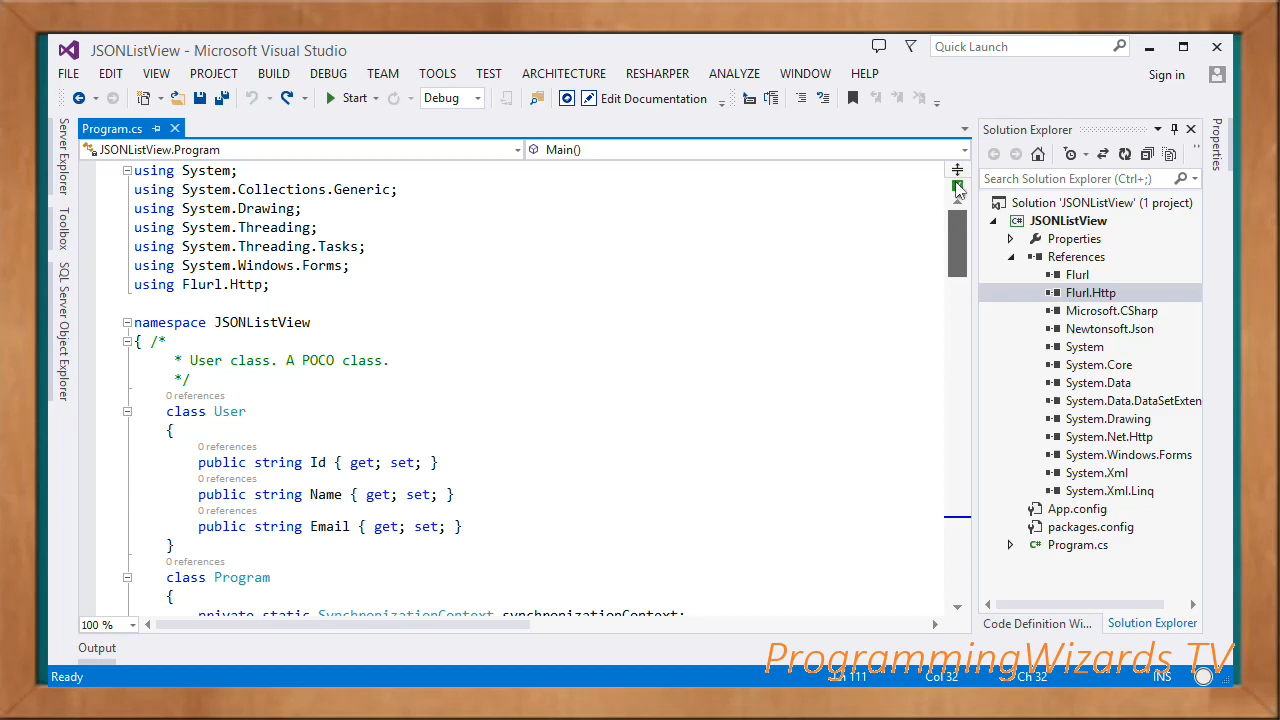 JSONListView - Microsoft Visual Studio
Quick Launch
FILE EDIT VIEW PROJECT BUILD DEBUG TEAM TOOLS TEST ARCHITECTURE RESHARPER ANALYZE WINDOW HELP
Sign in
Start Debug Edit Documentation
Server Explorer
Toolbox
SQL Server Object Explorer
Program.cs
JSONListView.Program Main()
using System;
using System.Collections.Generic;
using System.Drawing;
using System.Threading;
using System.Threading.Tasks;
using System.Windows.Forms;
using Flurl.Http;
namespace JSONListView
{ /*
* User class. A POCO class.
*/
0 references
class User
{
0 references
public string Id { get; set; }
0 references
public string Name { get; set; }
0 references
public string Email { get; set; }
}
0 references
class Program
{
private static SynchronizationContext synchronizationContext;
100 %
Solution Explorer
Search Solution Explorer (Ctrl+;)
Solution 'JSONListView' (1 project)
C# JSONListView
Properties
References
Flurl
Flurl.Http
Microsoft.CSharp
Newtonsoft.Json
System
System.Core
System.Data
System.Data.DataSetExten
System.Drawing
System.Net.Http
System.Windows.Forms
System.Xml
System.Xml.Linq
App.config
packages.config
C# Program.cs
Code Definition Wi... Solution Explorer
Properties
Output
ProgrammingWizards TV
Ready Ln 111 Col 32 Ch 32 INS